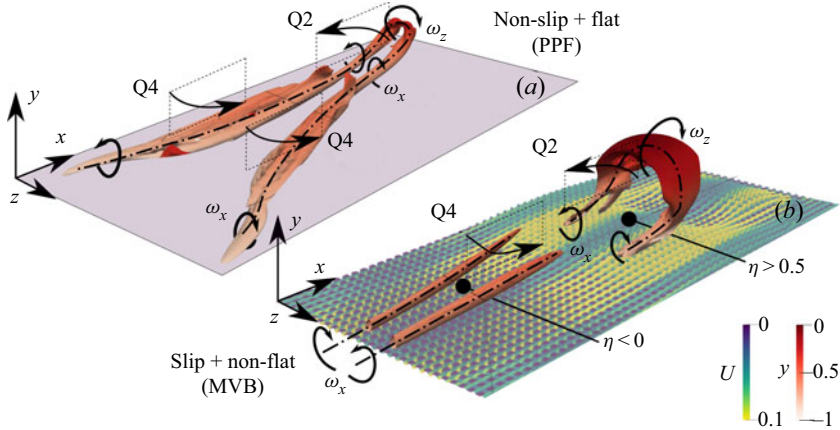 Q2
ω_z
Non-slip + flat
(PPF)
(a)
Q4
ω_x
Q4
y
x
z
ω_x
y
Q2
ω_z
Q4
(b)
x
ω_x
η > 0.5
z
η < 0
Slip + non-flat
(MVB)
ω_x
U
0
0.1
y
0
-0.5
-1